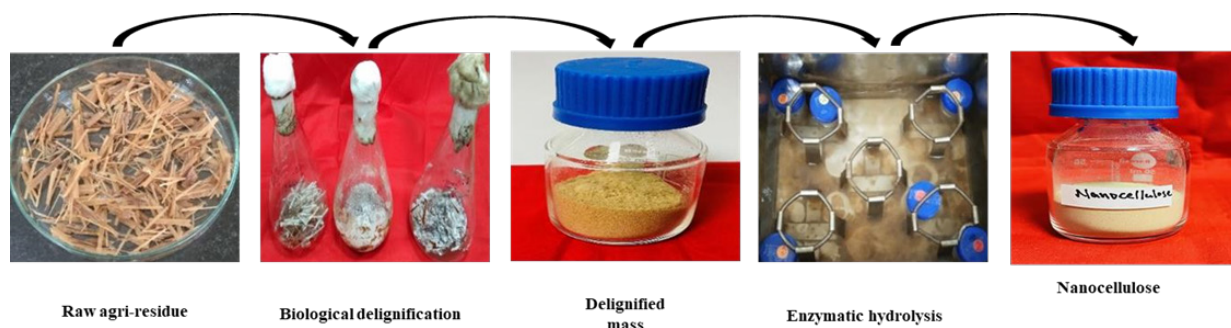 Nanocellulose
Raw agri-residue
Biological delignification
Delignified
mass
Enzymatic hydrolysis
Nanocellulose